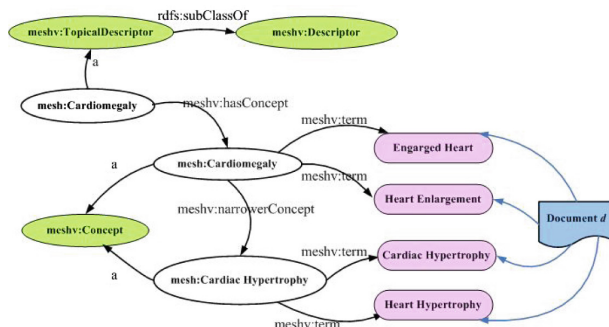 rdfs:subClassOf
meshv:TopicalDescriptor
meshv:Descriptor
a
mesh:Cardiomegaly
meshv:hasConcept
meshv:term
Engarged Heart
mesh:Cardiomegaly
a
meshv:term
Heart Enlargement
meshv:narrowerConcept
Document d
meshv:Concept
meshv:term
Cardiac Hypertrophy
a
mesh:Cardiac Hypertrophy
Heart Hypertrophy
meshv:term